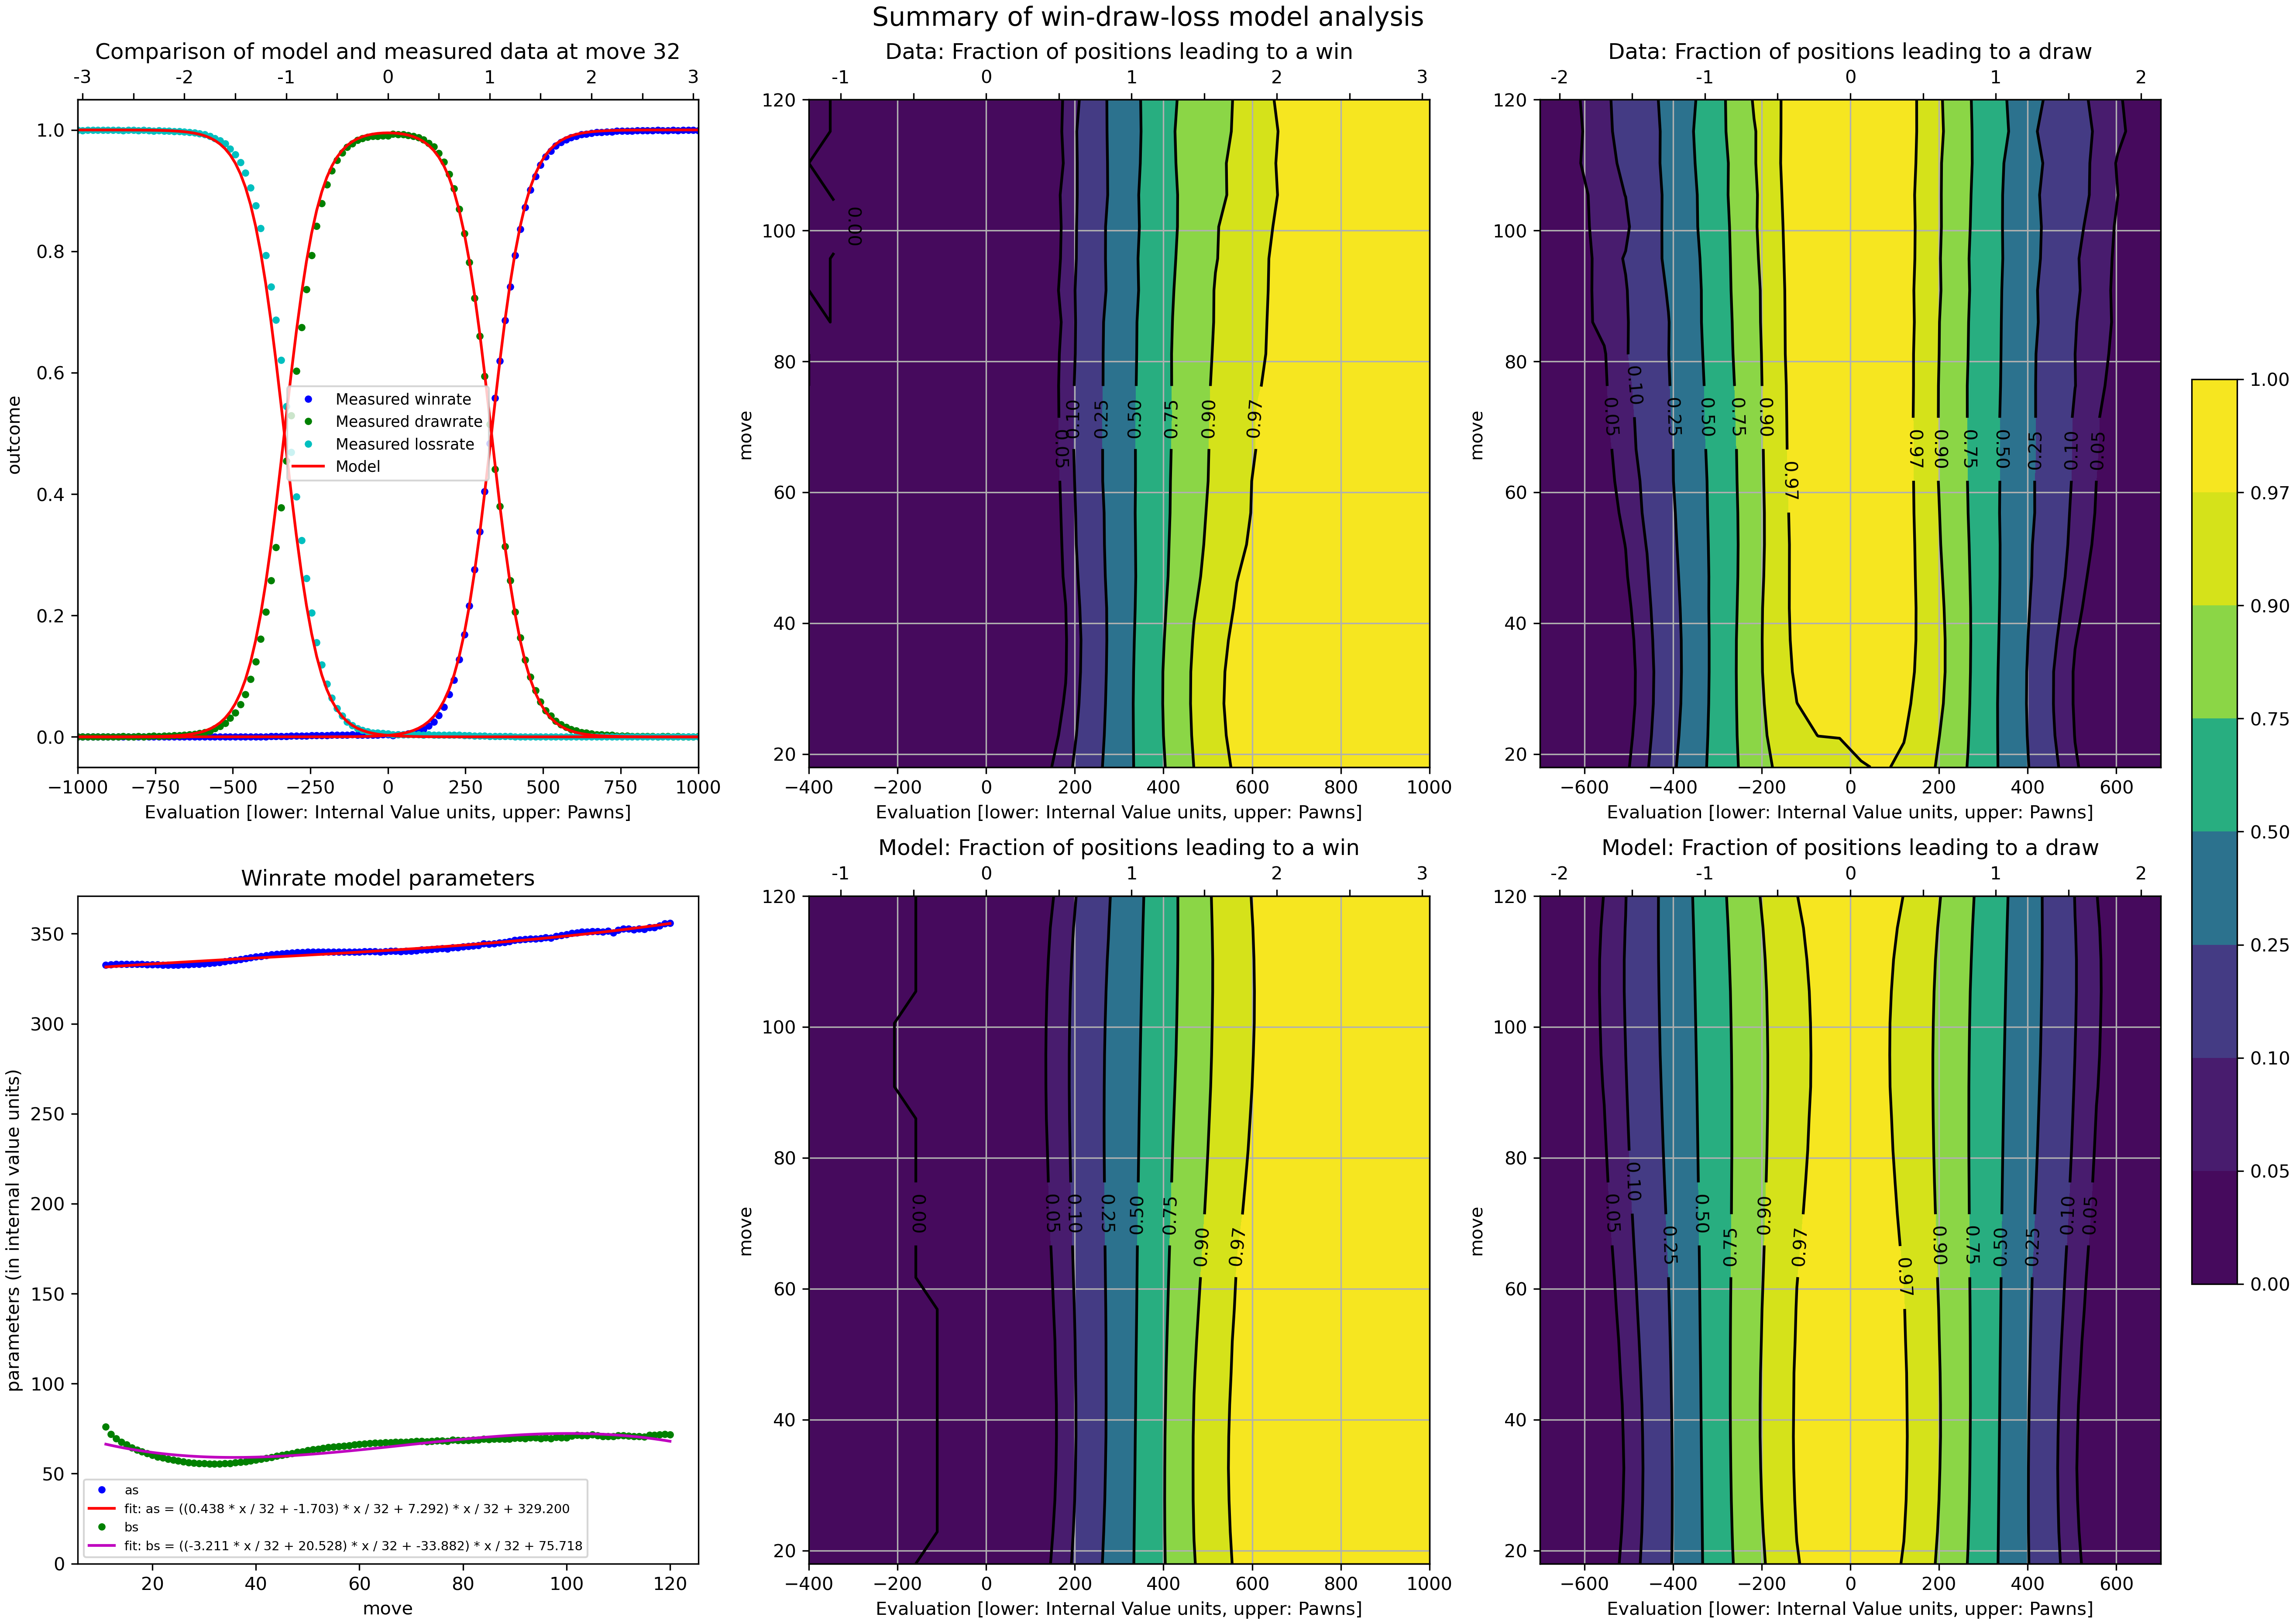 Summary of win-draw-loss model analysis
Comparison of model and measured data at move 32
-3 -2 -1 0 1 2 3
outcome
1.0
0.8
0.6
0.4
0.2
0.0
Measured winrate
Measured drawrate
Measured lossrate
Model
−1000 −750 −500 −250 0 250 500 750 1000
Evaluation [lower: Internal Value units, upper: Pawns]
Data: Fraction of positions leading to a win
-1 0 1 2 3
move
120
100
80
60
40
20
0.00
0.05 0.10 0.25 0.50 0.75 0.90 0.97
−400 −200 0 200 400 600 800 1000
Evaluation [lower: Internal Value units, upper: Pawns]
Data: Fraction of positions leading to a draw
-2 -1 0 1 2
move
120
100
80
60
40
20
0.05 0.10 0.25 0.50 0.75 0.90 0.97 0.97 0.90 0.75 0.50 0.25 0.10 0.05
−600 −400 −200 0 200 400 600
Evaluation [lower: Internal Value units, upper: Pawns]
1.00
0.97
0.90
0.75
0.50
0.25
0.10
0.05
0.00
Winrate model parameters
parameters (in internal value units)
350
300
250
200
150
100
50
0
as
fit: as = ((0.438 * x / 32 + -1.703) * x / 32 + 7.292) * x / 32 + 329.200
bs
fit: bs = ((-3.211 * x / 32 + 20.528) * x / 32 + -33.882) * x / 32 + 75.718
20 40 60 80 100 120
move
Model: Fraction of positions leading to a win
-1 0 1 2 3
move
120
100
80
60
40
20
0.00 0.05 0.10 0.25 0.50 0.75 0.90 0.97
−400 −200 0 200 400 600 800 1000
Evaluation [lower: Internal Value units, upper: Pawns]
Model: Fraction of positions leading to a draw
-2 -1 0 1 2
move
120
100
80
60
40
20
0.05 0.10 0.25 0.50 0.75 0.90 0.97 0.97 0.90 0.75 0.50 0.25 0.10 0.05
−600 −400 −200 0 200 400 600
Evaluation [lower: Internal Value units, upper: Pawns]